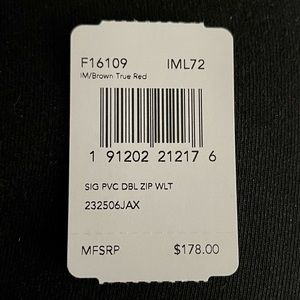 F16109 IML72
IM/Brown True Red
1 91202 21217 6
SIG PVC DBL ZIP WLT
232506JAX
MFSRP $178.00